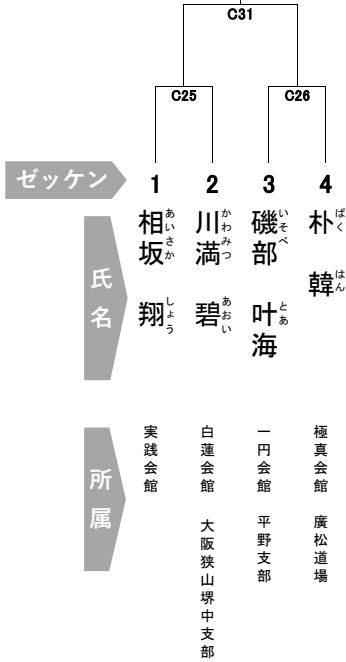 C31
C25
C26
ゼッケン
1
2
3
4
氏名
相坂 翔
あいさか しょう
川満 碧
かわみつ あおい
磯部 叶海
いそべ とあ
朴 韓
ぱく はん
所属
実践会館
白蓮会館 大阪狭山堺中支部
一円会館 平野支部
極真会館 廣松道場